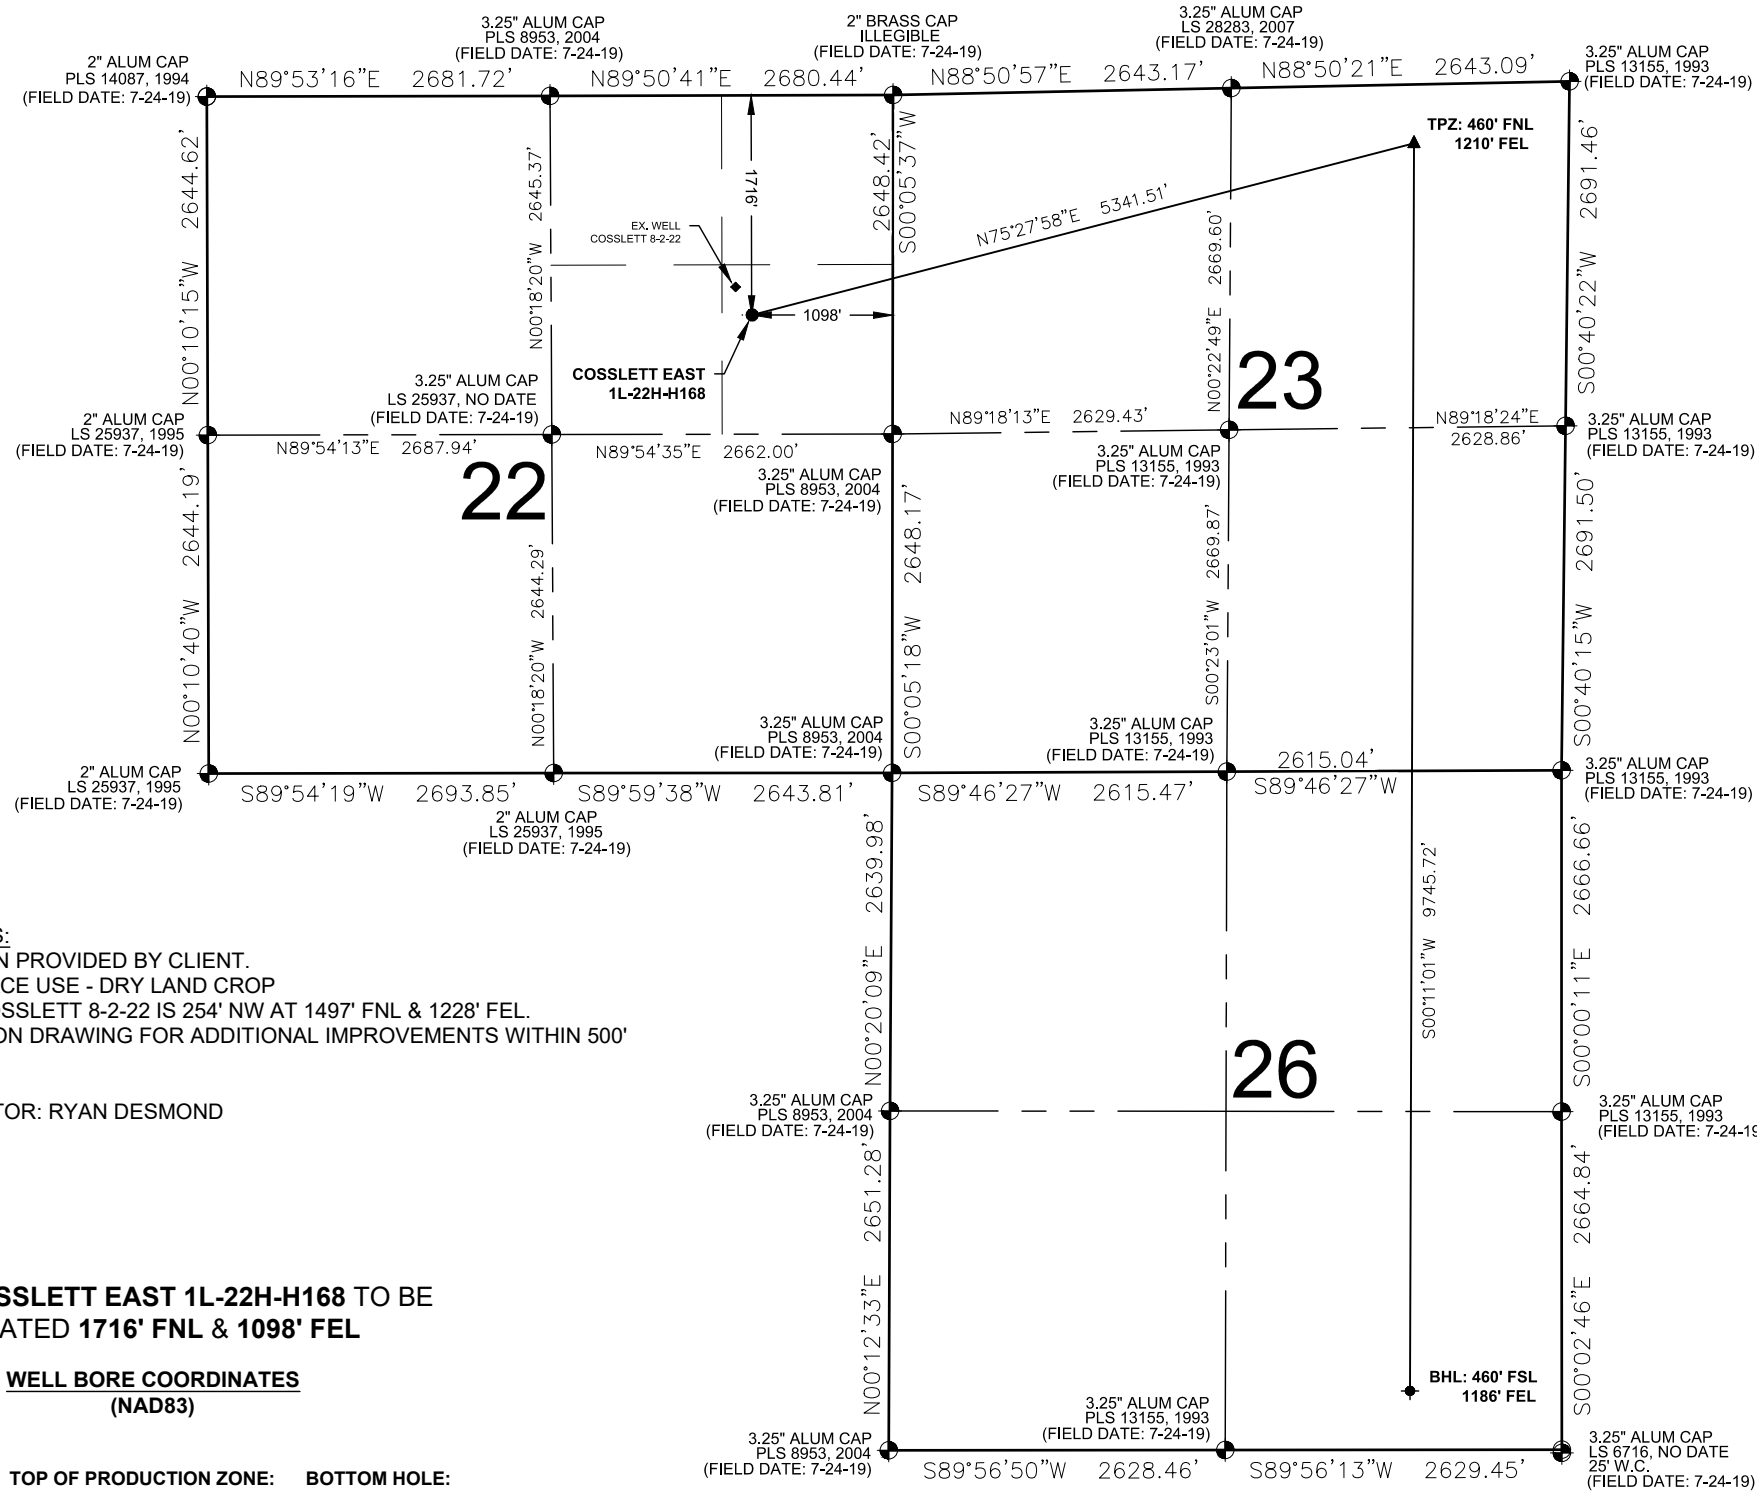 3.25" ALUM CAP
PLS 8953, 2004
(FIELD DATE: 7-24-19)
2" BRASS CAP
ILLEGIBLE
(FIELD DATE: 7-24-19)
3.25" ALUM CAP
LS 28283, 2007
(FIELD DATE: 7-24-19)
2" ALUM CAP
PLS 14087, 1994
(FIELD DATE: 7-24-19)
3.25" ALUM CAP
PLS 13155, 1993
(FIELD DATE: 7-24-19)
N89°53'16"E 2681.72'
N89°50'41"E 2680.44'
N88°50'57"E 2643.17'
N88°50'21"E 2643.09'
N00°10'15"W 2644.62'
N00°18'20"W 2645.37'
1716'
2648.42'
S00°05'37"W
TPZ: 460' FNL
1210' FEL
N75°27'58"E 5341.51'
N00°22'49"E 2669.60'
S00°40'22"W 2691.46'
EX. WELL
COSSLETT 8-2-22
1098'
COSSLETT EAST
1L-22H-H168
23
3.25" ALUM CAP
LS 25937, NO DATE
(FIELD DATE: 7-24-19)
2" ALUM CAP
LS 25937, 1995
(FIELD DATE: 7-24-19)
N89°54'13"E 2687.94'
N89°54'35"E 2662.00'
N89°18'13"E 2629.43'
N89°18'24"E
2628.86'
3.25" ALUM CAP
PLS 13155, 1993
(FIELD DATE: 7-24-19)
3.25" ALUM CAP
PLS 13155, 1993
(FIELD DATE: 7-24-19)
3.25" ALUM CAP
PLS 8953, 2004
(FIELD DATE: 7-24-19)
22
N00°10'40"W 2644.19'
N00°18'20"W 2644.29'
S00°05'18"W 2648.17'
S00°23'01"W 2669.87'
S00°40'15"W 2691.50'
3.25" ALUM CAP
PLS 8953, 2004
(FIELD DATE: 7-24-19)
3.25" ALUM CAP
PLS 13155, 1993
(FIELD DATE: 7-24-19)
2" ALUM CAP
LS 25937, 1995
(FIELD DATE: 7-24-19)
3.25" ALUM CAP
PLS 13155, 1993
(FIELD DATE: 7-24-19)
S89°54'19"W 2693.85'
S89°59'38"W 2643.81'
S89°46'27"W 2615.47'
2615.04'
S89°46'27"W
2" ALUM CAP
LS 25937, 1995
(FIELD DATE: 7-24-19)
N00°20'09"E 2639.98'
S00°11'01"W 9745.72'
S00°00'11"E 2666.66'
S:
N PROVIDED BY CLIENT.
CE USE - DRY LAND CROP
OSSLETT 8-2-22 IS 254' NW AT 1497' FNL & 1228' FEL.
ON DRAWING FOR ADDITIONAL IMPROVEMENTS WITHIN 500'
TOR: RYAN DESMOND
26
3.25" ALUM CAP
PLS 8953, 2004
(FIELD DATE: 7-24-19)
3.25" ALUM CAP
PLS 13155, 1993
(FIELD DATE: 7-24-19
N00°12'33"E 2651.28'
S00°02'46"E 2664.84'
SSLETT EAST 1L-22H-H168 TO BE
ATED 1716' FNL & 1098' FEL
WELL BORE COORDINATES
(NAD83)
BHL: 460' FSL
1186' FEL
3.25" ALUM CAP
PLS 13155, 1993
(FIELD DATE: 7-24-19)
3.25" ALUM CAP
PLS 8953, 2004
(FIELD DATE: 7-24-19)
3.25" ALUM CAP
LS 6716, NO DATE
25' W.C.
(FIELD DATE: 7-24-19)
S89°56'50"W 2628.46'
S89°56'13"W 2629.45'
TOP OF PRODUCTION ZONE: BOTTOM HOLE: